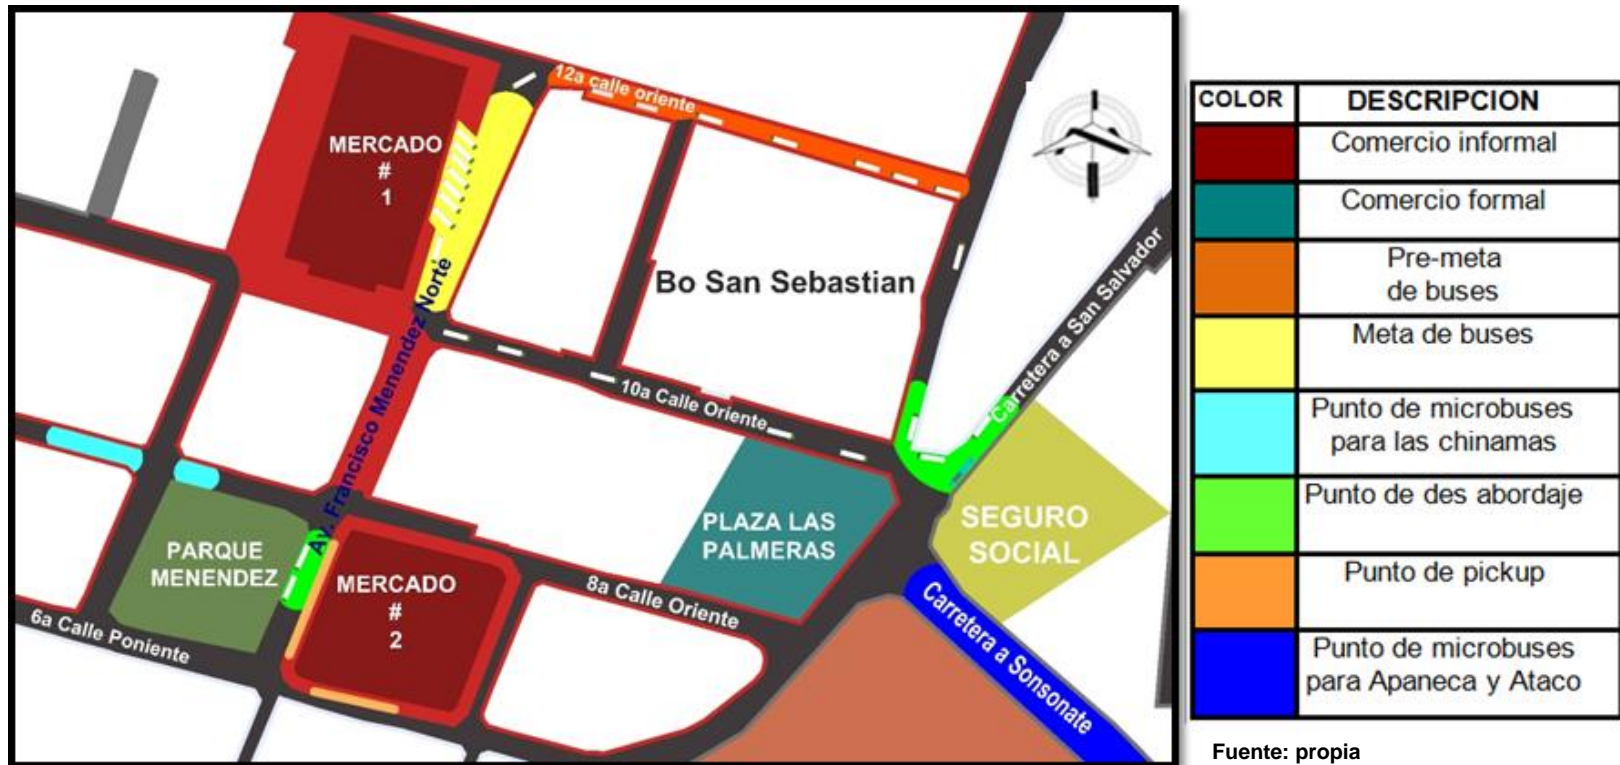 12a calle oriente
MERCADO
#
1
Av. Francisco Menendez Norte
Bo San Sebastian
Carretera a San Salvador
10a Calle Oriente
PLAZA LAS
PALMERAS
SEGURO
SOCIAL
PARQUE
MENENDEZ
MERCADO
#
2
8a Calle Oriente
6a Calle Poniente
Carretera a Sonsonate
COLOR DESCRIPCION
Comercio informal
Comercio formal
Pre-meta
de buses
Meta de buses
Punto de microbuses
para las chinamas
Punto de des abordaje
Punto de pickup
Punto de microbuses
para Apaneca y Ataco
Fuente: propia